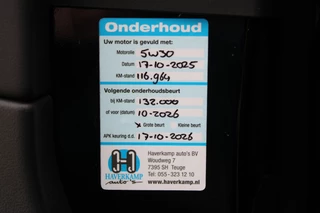 Onderhoud
Uw motor is gevuld met:
Motorolie 5W30
Datum 17-10-2025
KM-stand 116.964
Volgende onderhoudsbeurt
bij KM-stand 132.000
of voor (datum) 10-2026
Grote beurt Kleine beurt
APK keuring d.d. 17-10-2026
HAVERKAMP
auto's
Haverkamp auto's BV
Woudweg 7
7395 SH Teuge
Tel. 055 - 323 12 10
www.haverkamp.nl